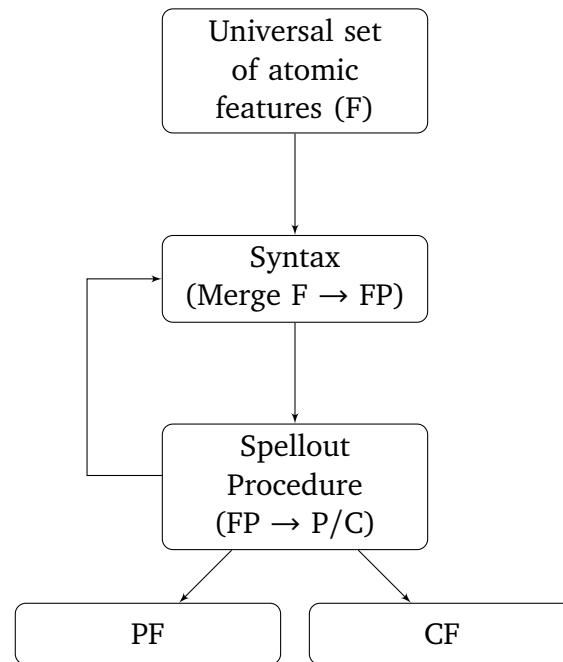 Universal set
of atomic
features (F)
Syntax
(Merge F → FP)
Spellout
Procedure
(FP → P/C)
PF
CF